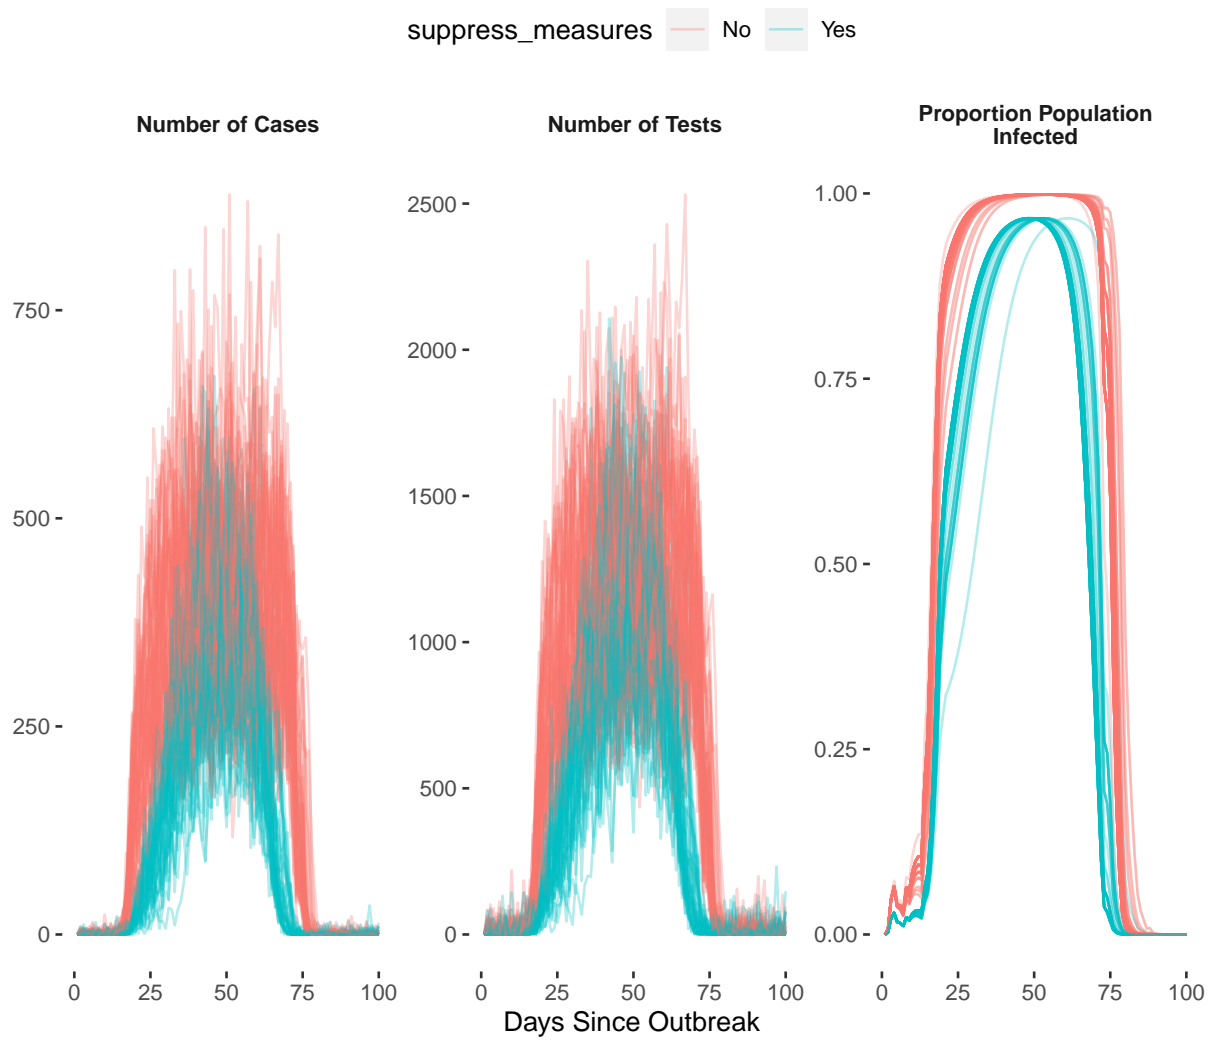 suppress_measures No Yes
Number of Cases
Number of Tests
Proportion Population
Infected
750
500
250
0
0 25 50 75 100
2500
2000
1500
1000
500
0
0 25 50 75 100
1.00
0.75
0.50
0.25
0.00
0 25 50 75 100
Days Since Outbreak